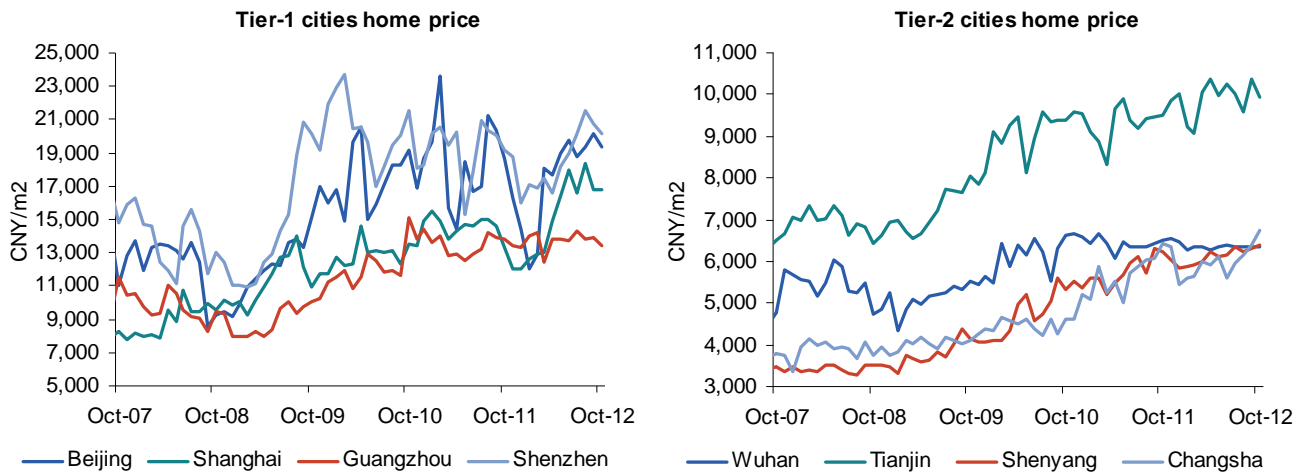 Tier-1 cities home price
CNY/m2
25,000
23,000
21,000
19,000
17,000
15,000
13,000
11,000
9,000
7,000
5,000
Oct-07 Oct-08 Oct-09 Oct-10 Oct-11 Oct-12
Beijing Shanghai Guangzhou Shenzhen
Tier-2 cities home price
CNY/m2
11,000
10,000
9,000
8,000
7,000
6,000
5,000
4,000
3,000
Oct-07 Oct-08 Oct-09 Oct-10 Oct-11 Oct-12
Wuhan Tianjin Shenyang Changsha